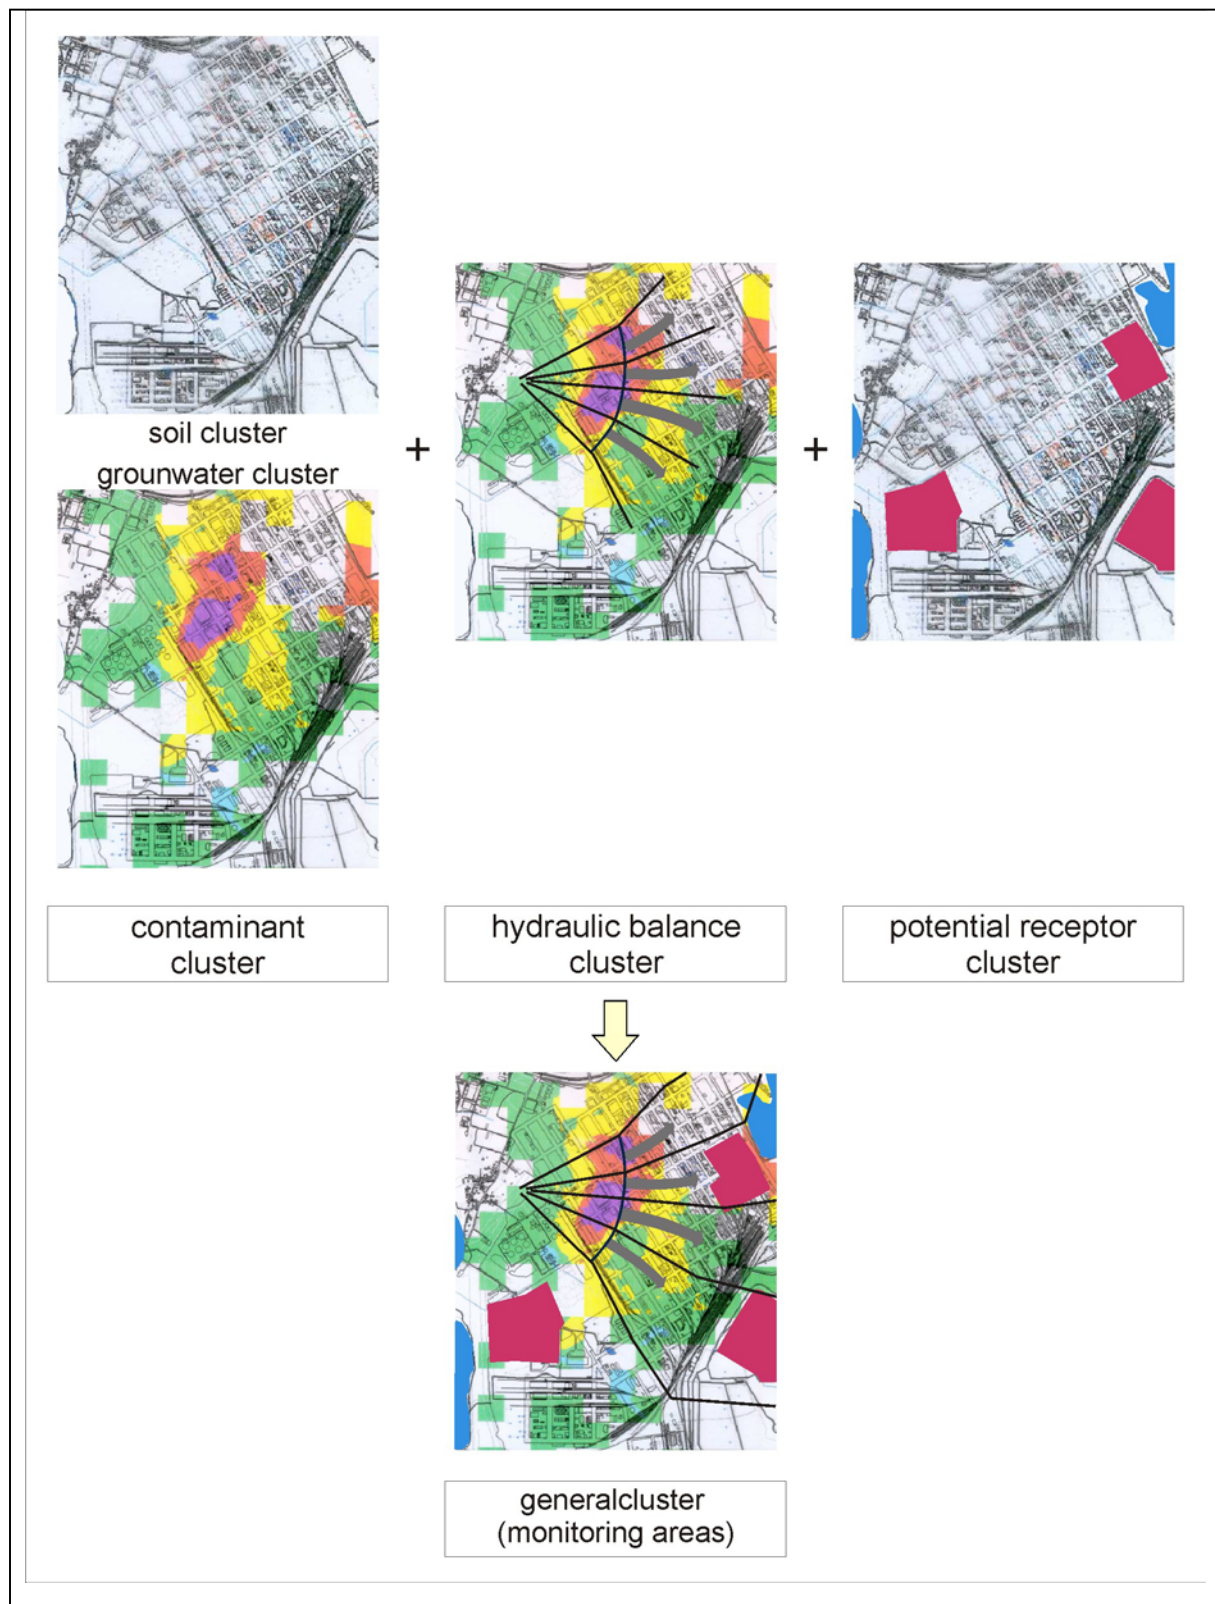 soil cluster
grounwater cluster
+
+
contaminant
cluster
hydraulic balance
cluster
potential receptor
cluster
generalcluster
(monitoring areas)